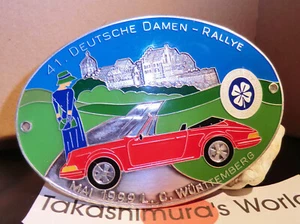 41. DEUTSCHE DAMEN - RALLYE
MAI 1999 L. C. WÜRTTEMBERG
Takashimura's World